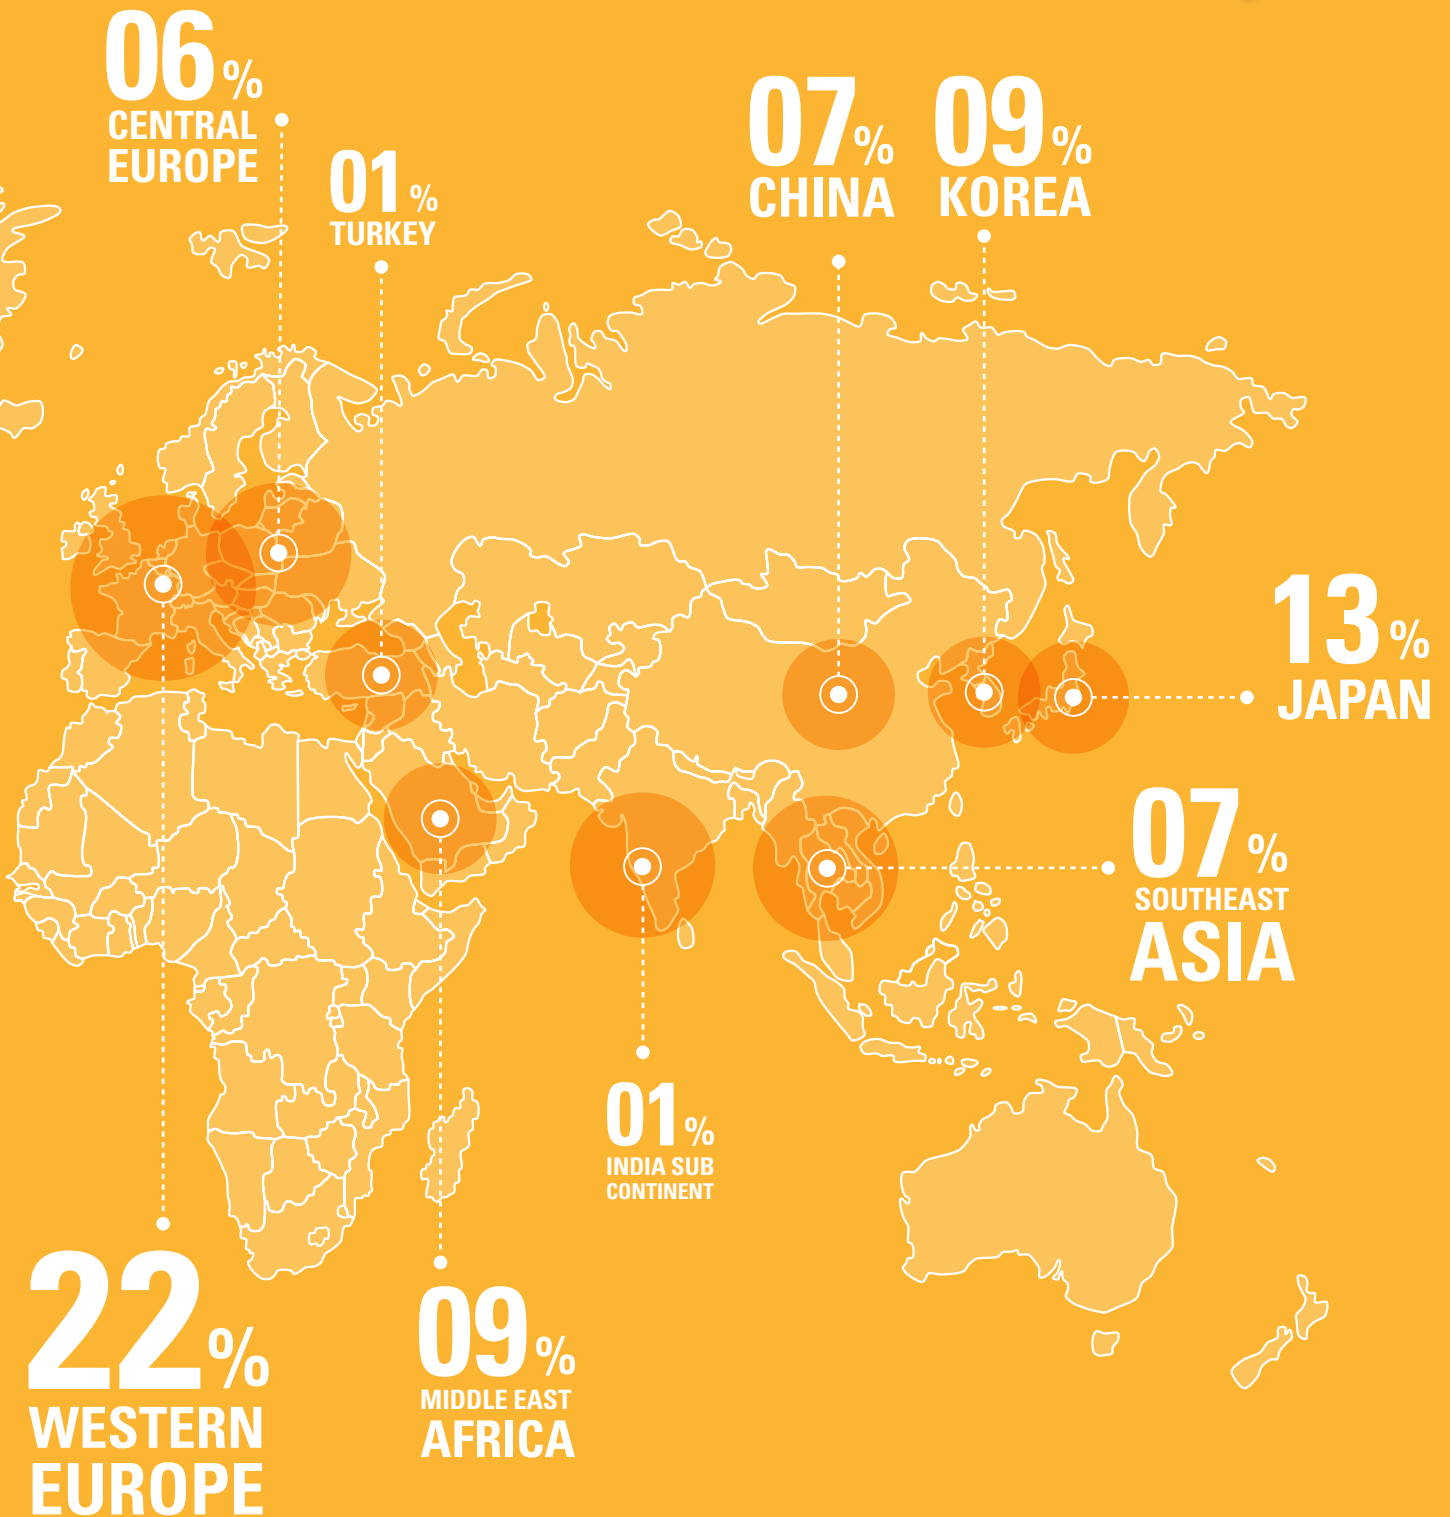 06%
CENTRAL
EUROPE
01%
TURKEY
07%
CHINA
09%
KOREA
13%
JAPAN
07%
SOUTHEAST
ASIA
01%
INDIA SUB
CONTINENT
22%
WESTERN
EUROPE
09%
MIDDLE EAST
AFRICA